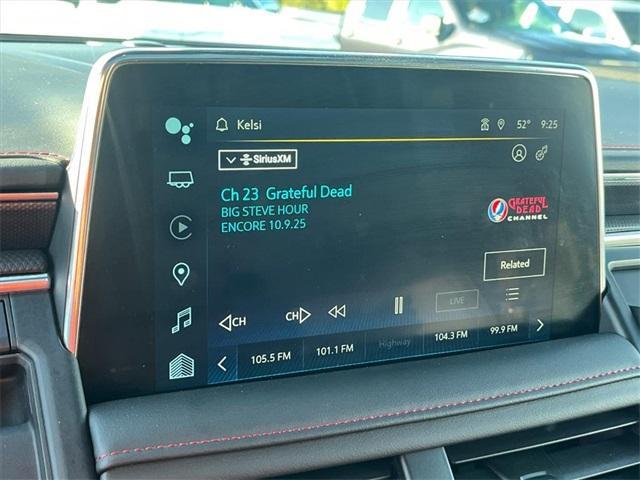 Kelsi
52° 9:25
SiriusXM
Ch 23 Grateful Dead
BIG STEVE HOUR
ENCORE 10.9.25
GRATEFUL
DEAD
CHANNEL
Related
CH CH LIVE
105.5 FM 101.1 FM Highway 104.3 FM 99.9 FM